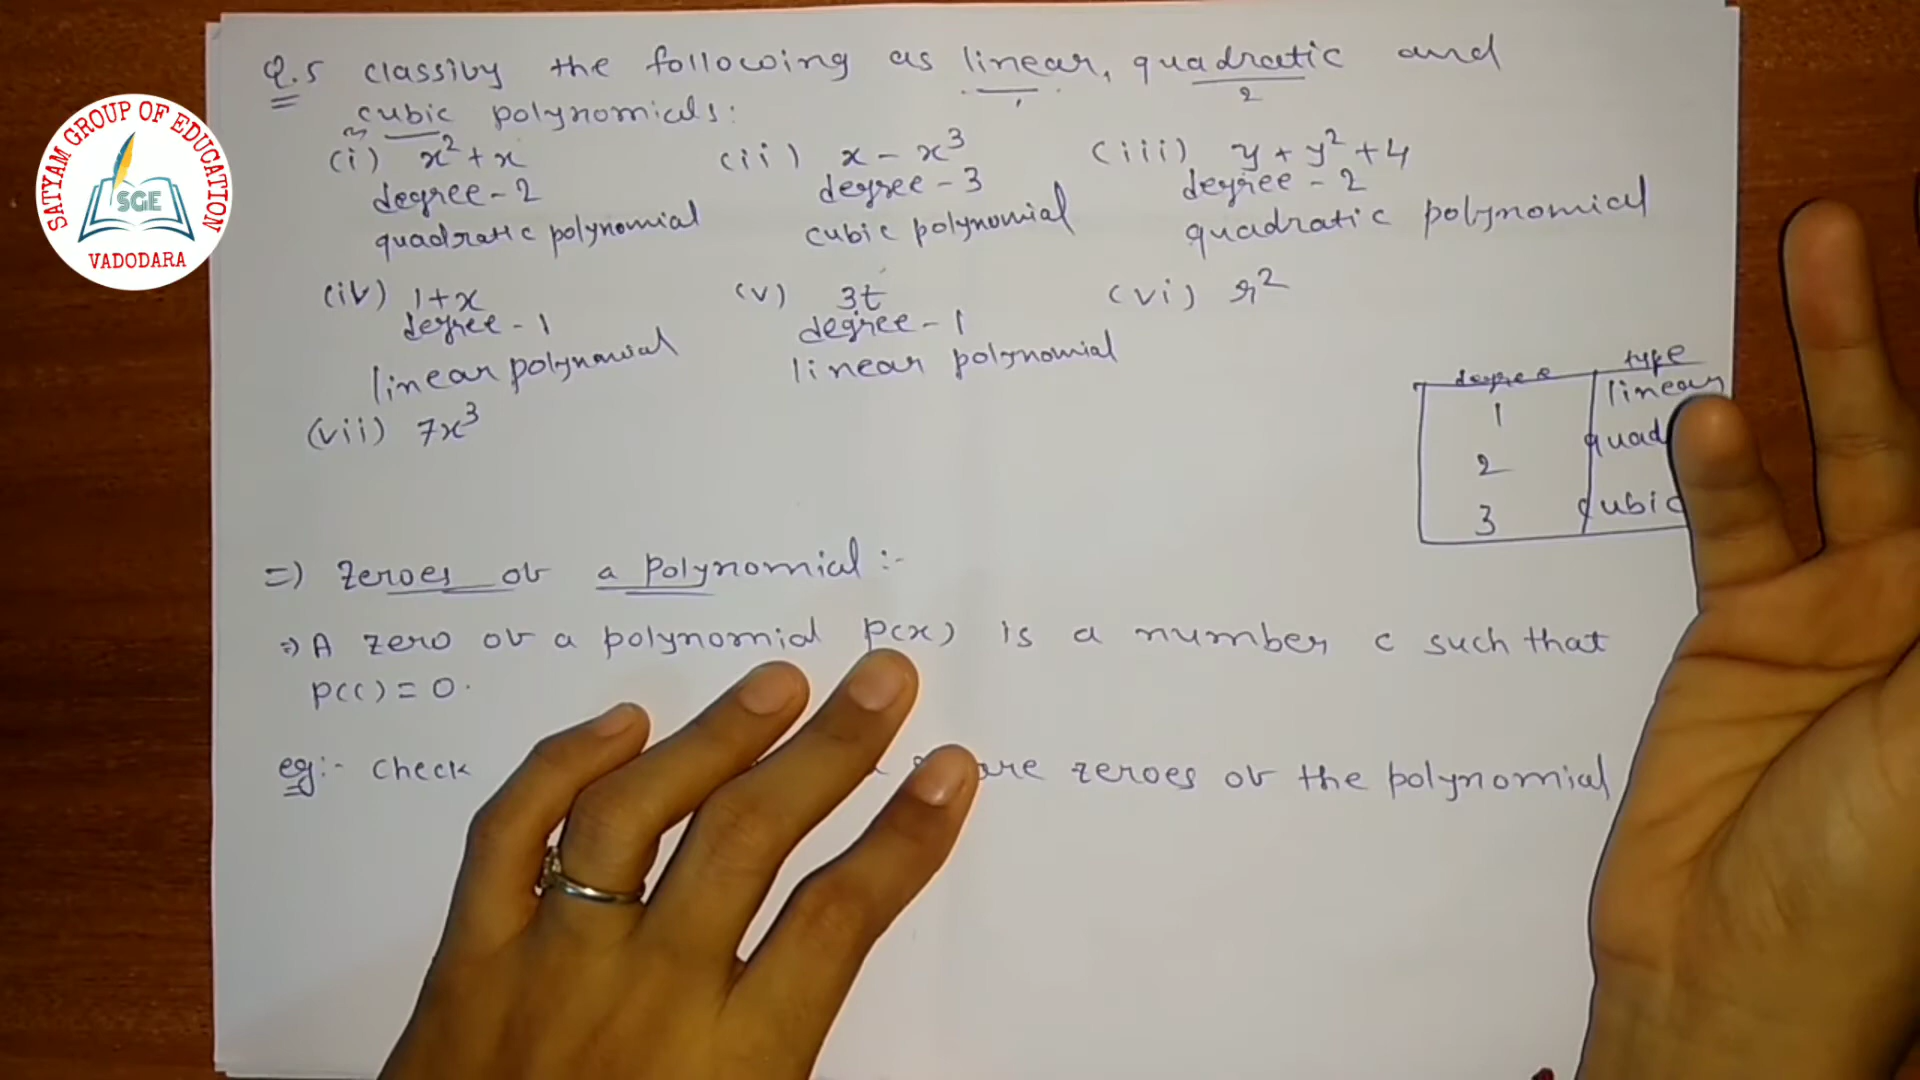 SATYAM GROUP OF EDUCATION
SGE
VADODARA
Q.5 classify the following as linear, quadratic and
1 2
cubic polynomials:
3
(i) x² + x (ii) x - x³ (iii) y + y² + 4
degree - 2 degree - 3 degree - 2
quadratic polynomial cubic polynomial quadratic polynomial
(iv) 1 + x (v) 3t (vi) r²
degree - 1 degree - 1
linear polynomial linear polynomial
(vii) 7x³
degree type
1 linear
2 quad
3 cubic
=) Zeroes of a polynomial :-
=) A zero of a polynomial P(x) is a number c such that
P(c) = 0.
eg:- check are zeroes of the polynomial